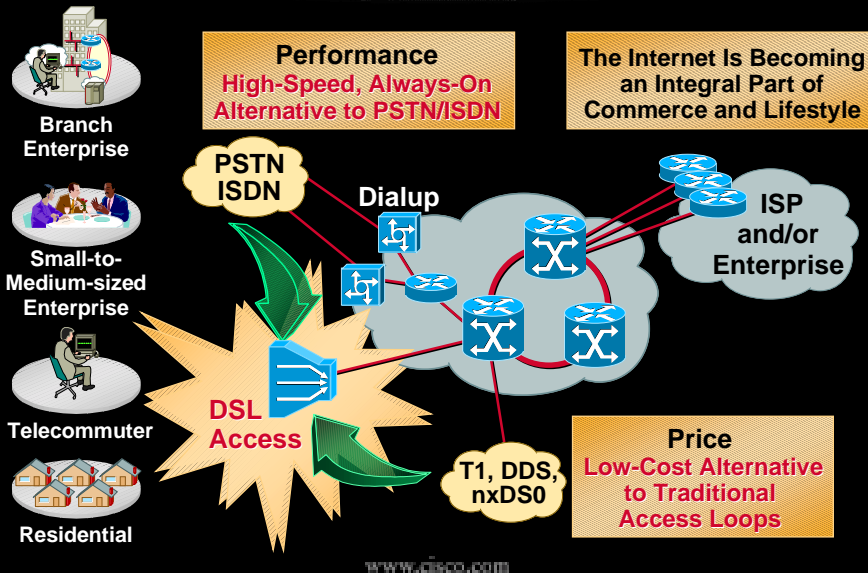 Performance
High-Speed, Always-On
Alternative to PSTN/ISDN
The Internet Is Becoming
an Integral Part of
Commerce and Lifestyle
Branch
Enterprise
Small-to-
Medium-sized
Enterprise
Telecommuter
Residential
PSTN
ISDN
Dialup
ISP
and/or
Enterprise
DSL
Access
T1, DDS,
nxDS0
Price
Low-Cost Alternative
to Traditional
Access Loops
www.cisco.com